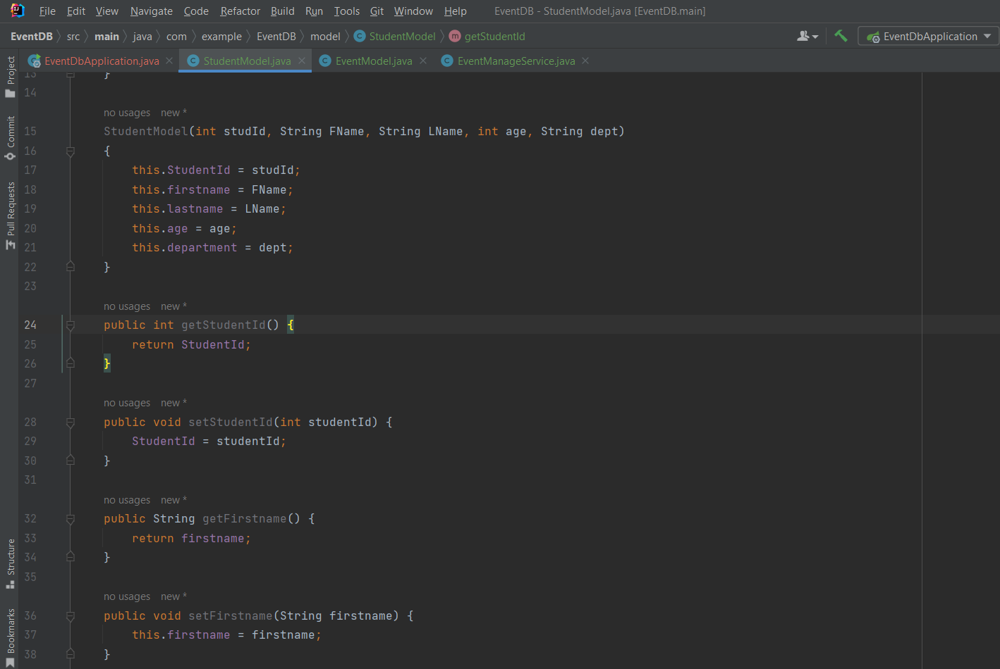 File Edit View Navigate Code Refactor Build Run Tools Git Window Help EventDB - StudentModel.java [EventDB.main]
EventDB src main java com example EventDB model StudentModel getStudentId EventDbApplication
EventDbApplication.java StudentModel.java EventModel.java EventManageService.java
Project
Commit
Pull Requests
Structure
Bookmarks
13 }
14
no usages new *
15 StudentModel(int studId, String FName, String LName, int age, String dept)
16 {
17 this.StudentId = studId;
18 this.firstname = FName;
19 this.lastname = LName;
20 this.age = age;
21 this.department = dept;
22 }
23
no usages new *
24 public int getStudentId() {
25 return StudentId;
26 }
27
no usages new *
28 public void setStudentId(int studentId) {
29 StudentId = studentId;
30 }
31
no usages new *
32 public String getFirstname() {
33 return firstname;
34 }
35
no usages new *
36 public void setFirstname(String firstname) {
37 this.firstname = firstname;
38 }